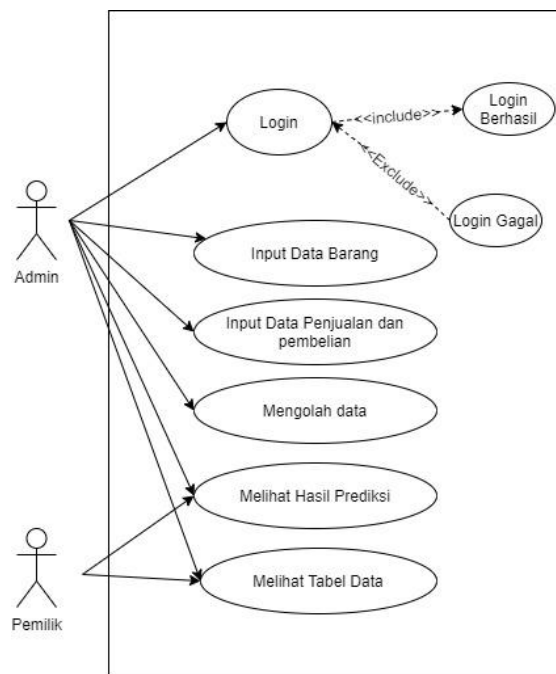 Login
<<include>>
Login
Berhasil
<<Exclude>>
Login Gagal
Admin
Input Data Barang
Input Data Penjualan dan
pembelian
Mengolah data
Melihat Hasil Prediksi
Melihat Tabel Data
Pemilik